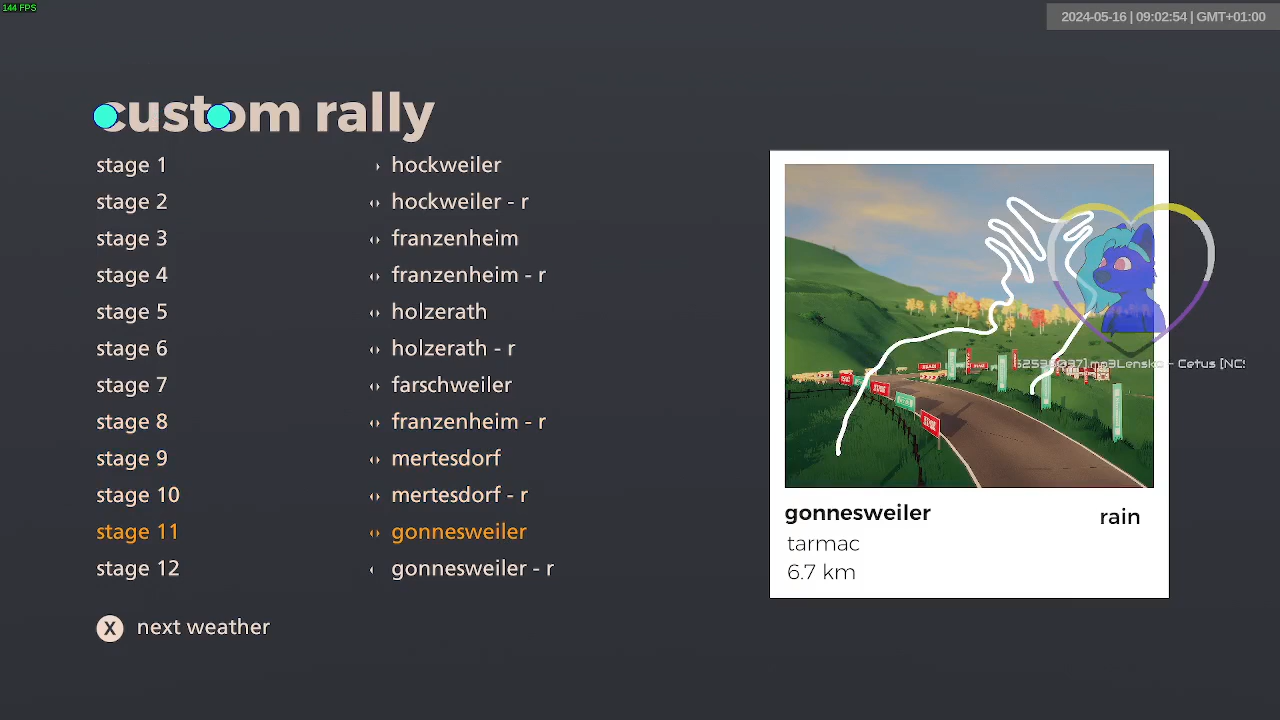 144 FPS
2024-05-16 | 09:02:54 | GMT+01:00
custom rally
stage 1 hockweiler
stage 2 hockweiler - r
stage 3 franzenheim
stage 4 franzenheim - r
stage 5 holzerath
stage 6 holzerath - r
stage 7 farschweiler
stage 8 franzenheim - r
stage 9 mertesdorf
stage 10 mertesdorf - r
stage 11 gonnesweiler
stage 12 gonnesweiler - r
X next weather
- Cetus [NC
gonnesweiler
rain
tarmac
6.7 km